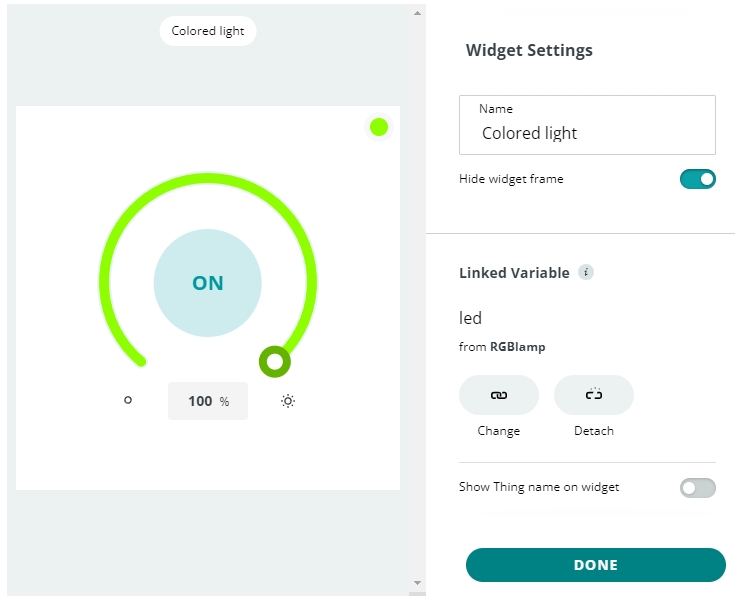 Colored light
ON
100 %
Widget Settings
Name
Colored light
Hide widget frame
Linked Variable i
led
from RGBlamp
Change Detach
Show Thing name on widget
DONE